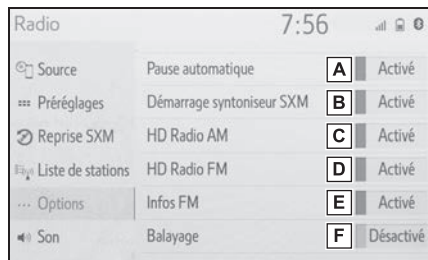 Radio 7:56
Source Pause automatique A Activé
Préréglages Démarrage syntoniseur SXM B Activé
Reprise SXM HD Radio AM C Activé
Liste de stations HD Radio FM D Activé
Options Infos FM E Activé
Son Balayage F Désactivé